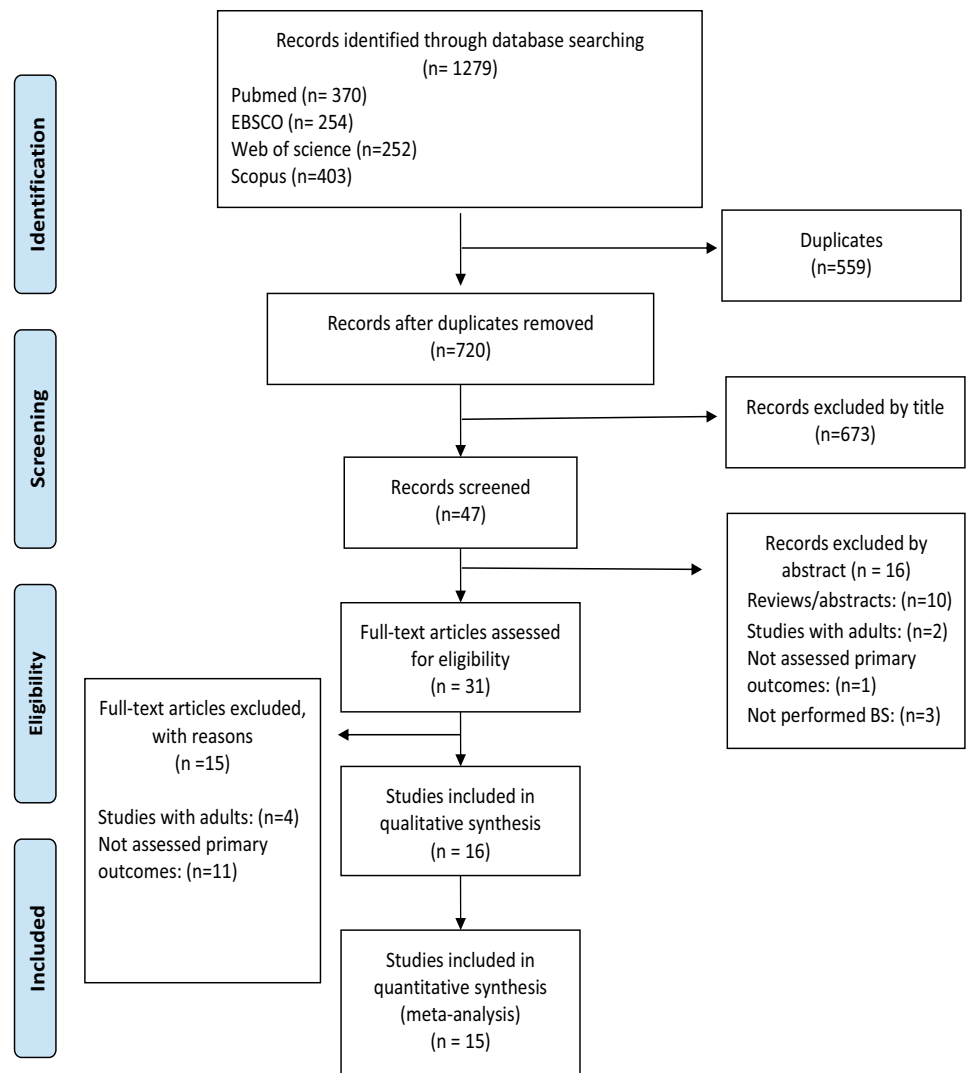 Records identified through database searching
(n= 1279)
Pubmed (n= 370)
EBSCO (n= 254)
Web of science (n=252)
Scopus (n=403)
Identification
Duplicates
(n=559)
Records after duplicates removed
(n=720)
Screening
Records excluded by title
(n=673)
Records screened
(n=47)
Records excluded by
abstract (n = 16)
Reviews/abstracts: (n=10)
Studies with adults: (n=2)
Not assessed primary
outcomes: (n=1)
Not performed BS: (n=3)
Eligibility
Full-text articles assessed
for eligibility
(n = 31)
Full-text articles excluded,
with reasons
(n =15)
Studies with adults: (n=4)
Not assessed primary
outcomes: (n=11)
Studies included in
qualitative synthesis
(n = 16)
Included
Studies included in
quantitative synthesis
(meta-analysis)
(n = 15)